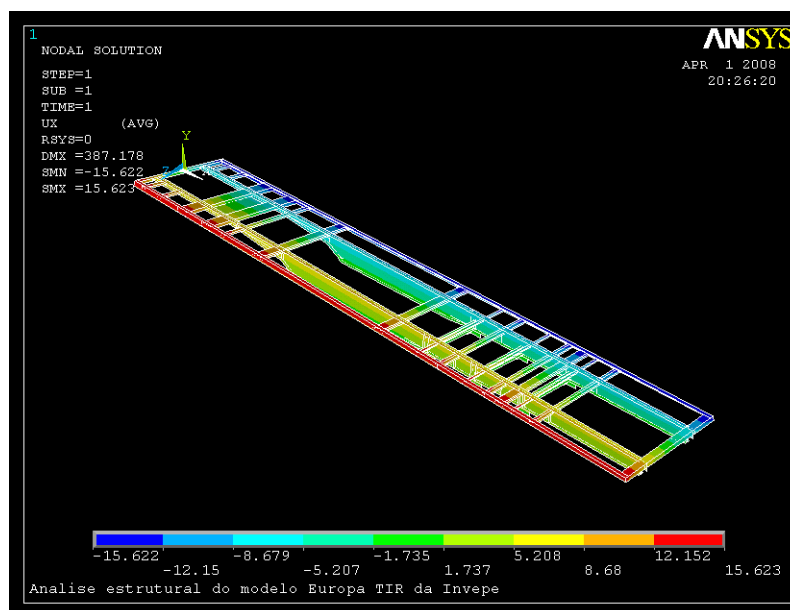 1
ANSYS
NODAL SOLUTION
APR 1 2008
20:26:20
STEP=1
SUB =1
TIME=1
UX (AVG)
RSYS=0
DMX =387.178
SMN =-15.622
SMX =15.623
Y
Z X
-15.622 -8.679 -1.735 5.208 12.152
-12.15 -5.207 1.737 8.68 15.623
Analise estrutural do modelo Europa TIR da Invepe